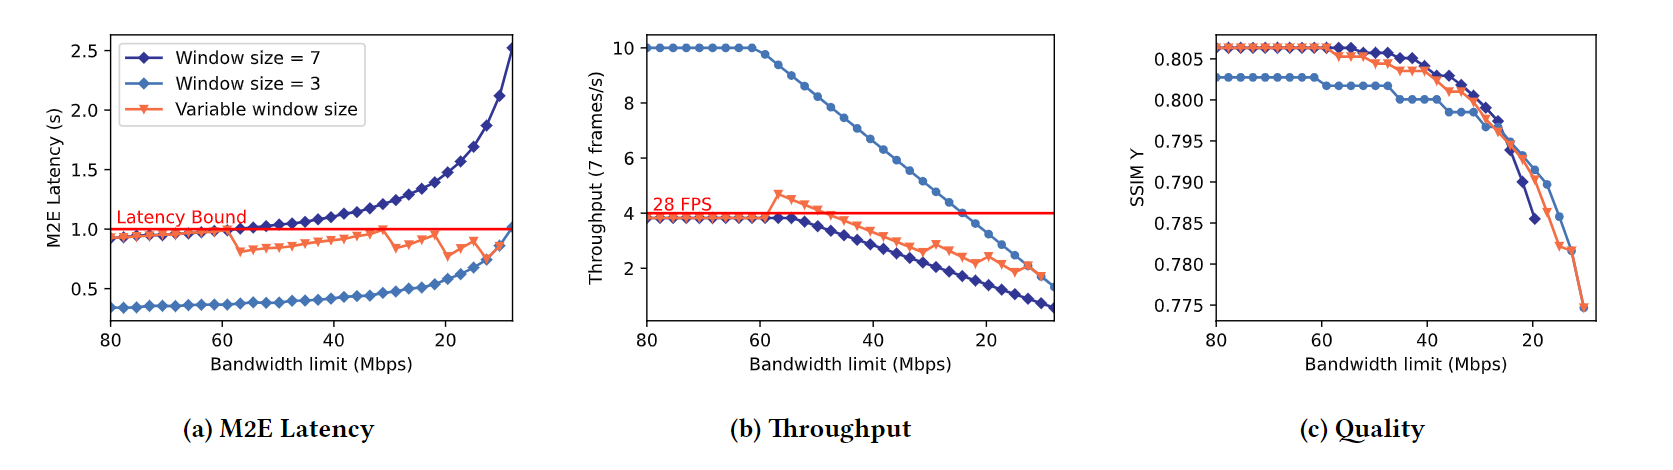 M2E Latency (s)
2.5
2.0
1.5
1.0
0.5
Window size = 7
Window size = 3
Variable window size
Latency Bound
80 60 40 20
Bandwidth limit (Mbps)
(a) M2E Latency
Throughput (7 frames/s)
10
8
6
4
2
28 FPS
80 60 40 20
Bandwidth limit (Mbps)
(b) Throughput
SSIM Y
0.805
0.800
0.795
0.790
0.785
0.780
0.775
80 60 40 20
Bandwidth limit (Mbps)
(c) Quality